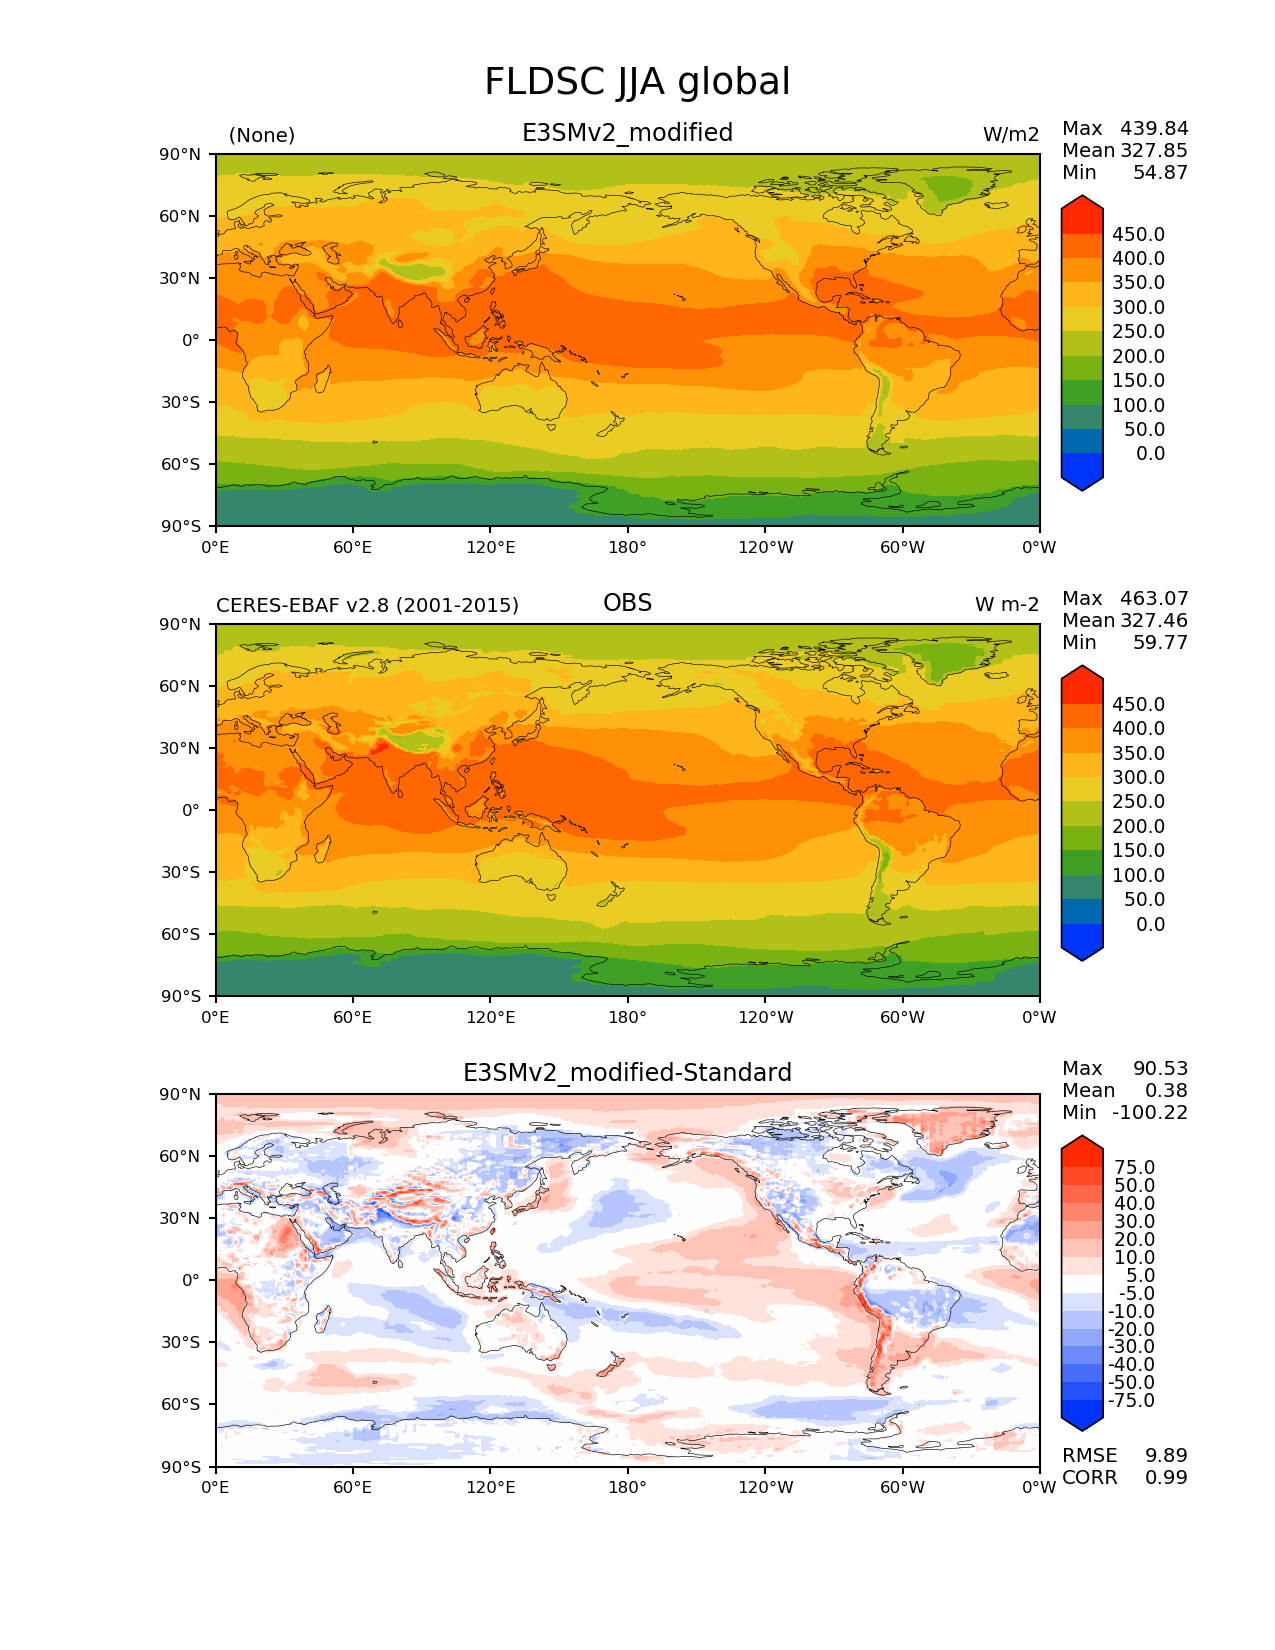 FLDSC JJA global
(None) E3SMv2_modified W/m2
Max 439.84
Mean 327.85
Min 54.87
90°N
60°N
30°N
0°
30°S
60°S
90°S
0°E 60°E 120°E 180° 120°W 60°W 0°W
450.0
400.0
350.0
300.0
250.0
200.0
150.0
100.0
50.0
0.0
CERES-EBAF v2.8 (2001-2015) OBS W m-2
Max 463.07
Mean 327.46
Min 59.77
90°N
60°N
30°N
0°
30°S
60°S
90°S
0°E 60°E 120°E 180° 120°W 60°W 0°W
450.0
400.0
350.0
300.0
250.0
200.0
150.0
100.0
50.0
0.0
E3SMv2_modified-Standard
Max 90.53
Mean 0.38
Min -100.22
90°N
60°N
30°N
0°
30°S
60°S
90°S
0°E 60°E 120°E 180° 120°W 60°W 0°W
75.0
50.0
40.0
30.0
20.0
10.0
5.0
-5.0
-10.0
-20.0
-30.0
-40.0
-50.0
-75.0
RMSE 9.89
CORR 0.99